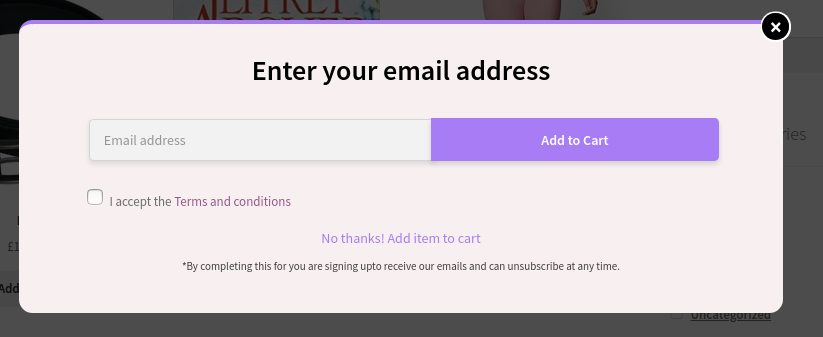 Enter your email address
Email address
Add to Cart
I accept the Terms and conditions
No thanks! Add item to cart
*By completing this for you are signing upto receive our emails and can unsubscribe at any time.
Add
Uncategorized